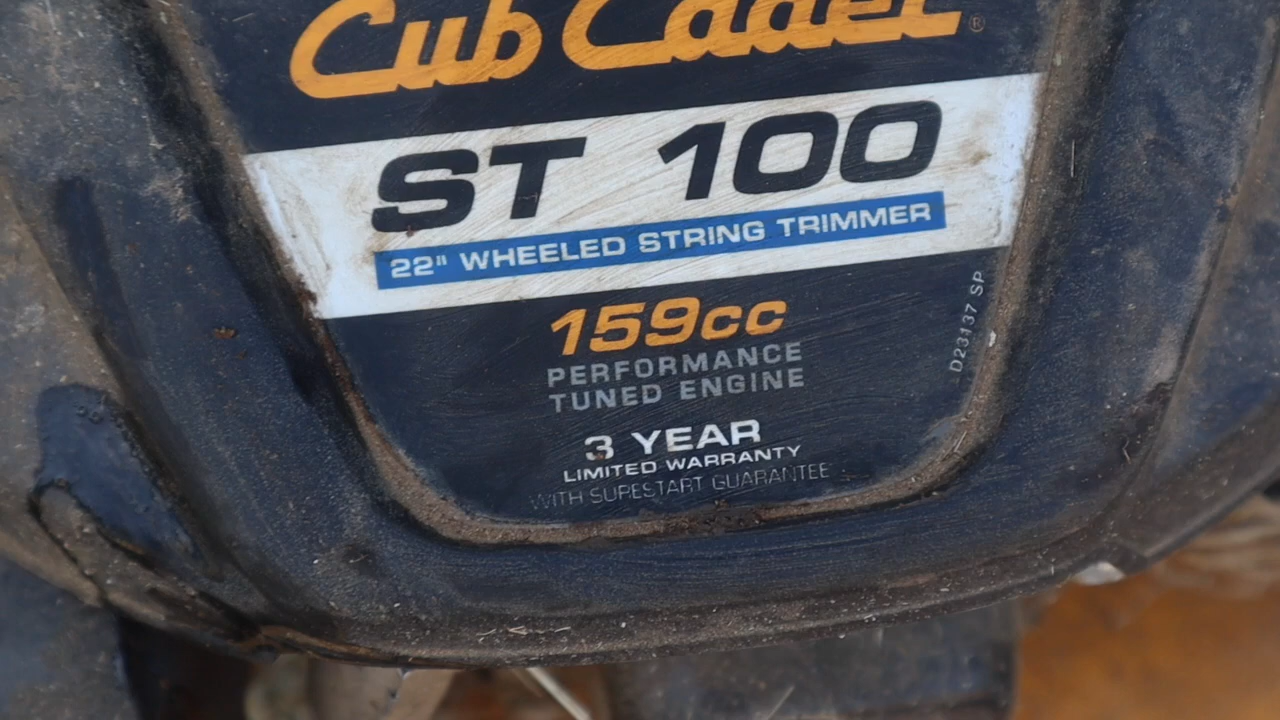 Cub Cadet®
ST 100
22" WHEELED STRING TRIMMER
159cc
PERFORMANCE
TUNED ENGINE
3 YEAR
LIMITED WARRANTY
WITH SURESTART GUARANTEE
D23137 SP